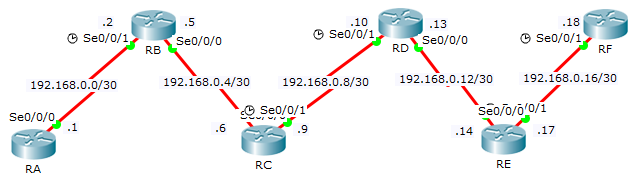 .2
.5
.10
.13
.18
Se0/0/1
RB
Se0/0/0
Se0/0/1
RD
Se0/0/0
Se0/0/1
RF
192.168.0.0/30
192.168.0.4/30
192.168.0.8/30
192.168.0.12/30
192.168.0.16/30
Se0/0/0
.1
Se0/0/1
Se0/0/0
.6
RC
.9
.14
RE
.17
RA